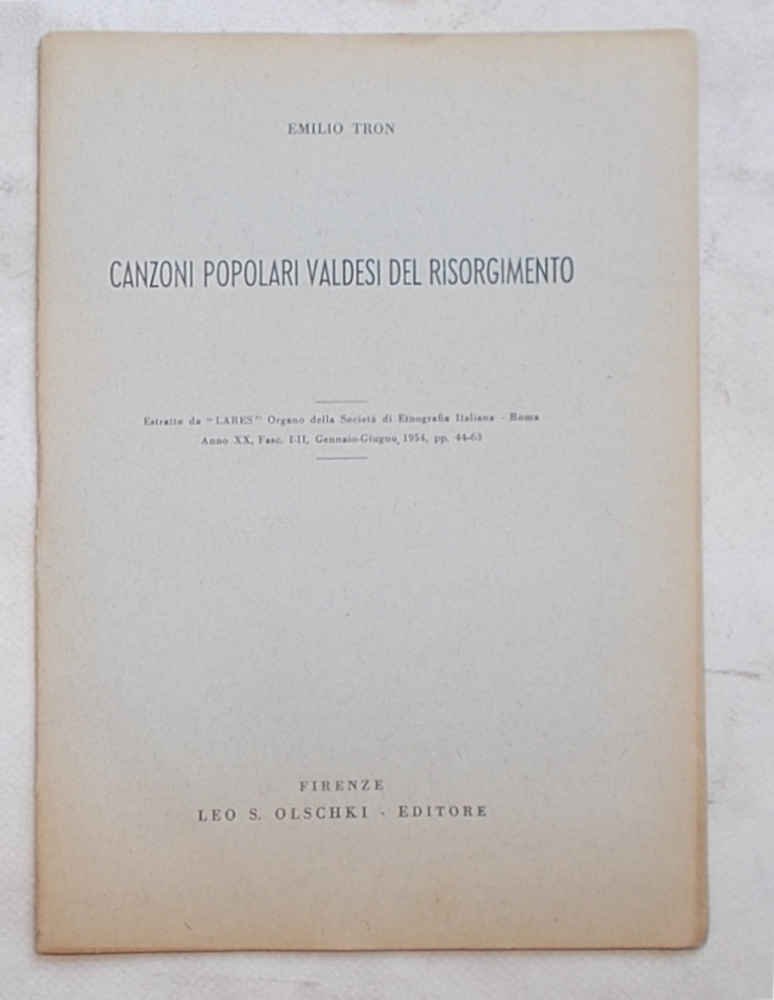 EMILIO TRON
CANZONI POPOLARI VALDESI DEL RISORGIMENTO
Estratto da "LARES" Organo della Società di Etnografia Italiana - Roma
Anno XX, Fasc. I-II, Gennaio-Giugno 1954, pp. 44-63
FIRENZE
LEO S. OLSCHKI - EDITORE